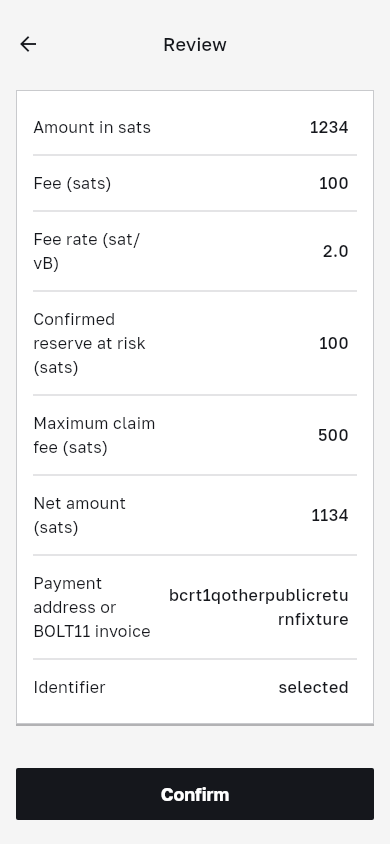 Review
Amount in sats
1234
Fee (sats)
100
Fee rate (sat/
vB)
2.0
Confirmed
reserve at risk
(sats)
100
Maximum claim
fee (sats)
500
Net amount
(sats)
1134
Payment
address or
BOLT11 invoice
bcrt1qotherpublicretu
rnfixture
Identifier
selected
Confirm